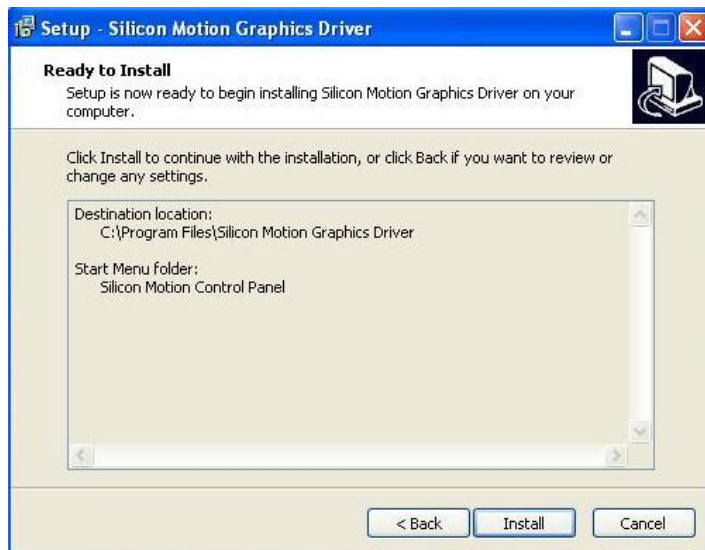 Setup - Silicon Motion Graphics Driver
Ready to Install
Setup is now ready to begin installing Silicon Motion Graphics Driver on your
computer.
Click Install to continue with the installation, or click Back if you want to review or
change any settings.
Destination location:
C:\Program Files\Silicon Motion Graphics Driver
Start Menu folder:
Silicon Motion Control Panel
< Back Install Cancel